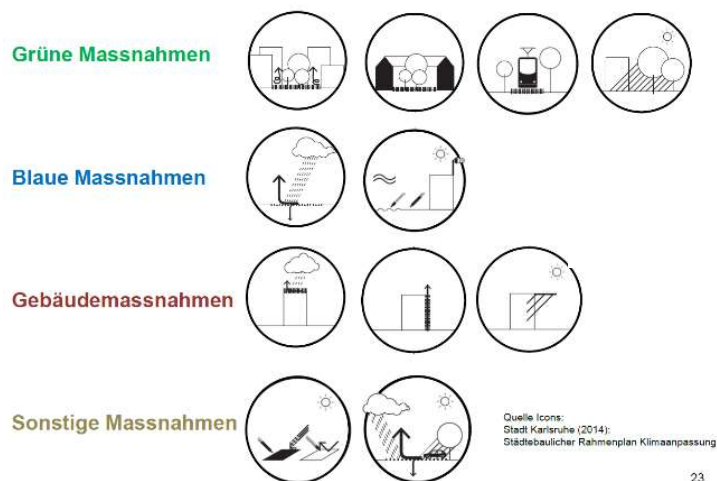 Grüne Massnahmen
Blaue Massnahmen
Gebäudemassnahmen
Sonstige Massnahmen
Quelle Icons:
Stadt Karlsruhe (2014):
Städtebaulicher Rahmenplan Klimaanpassung
23